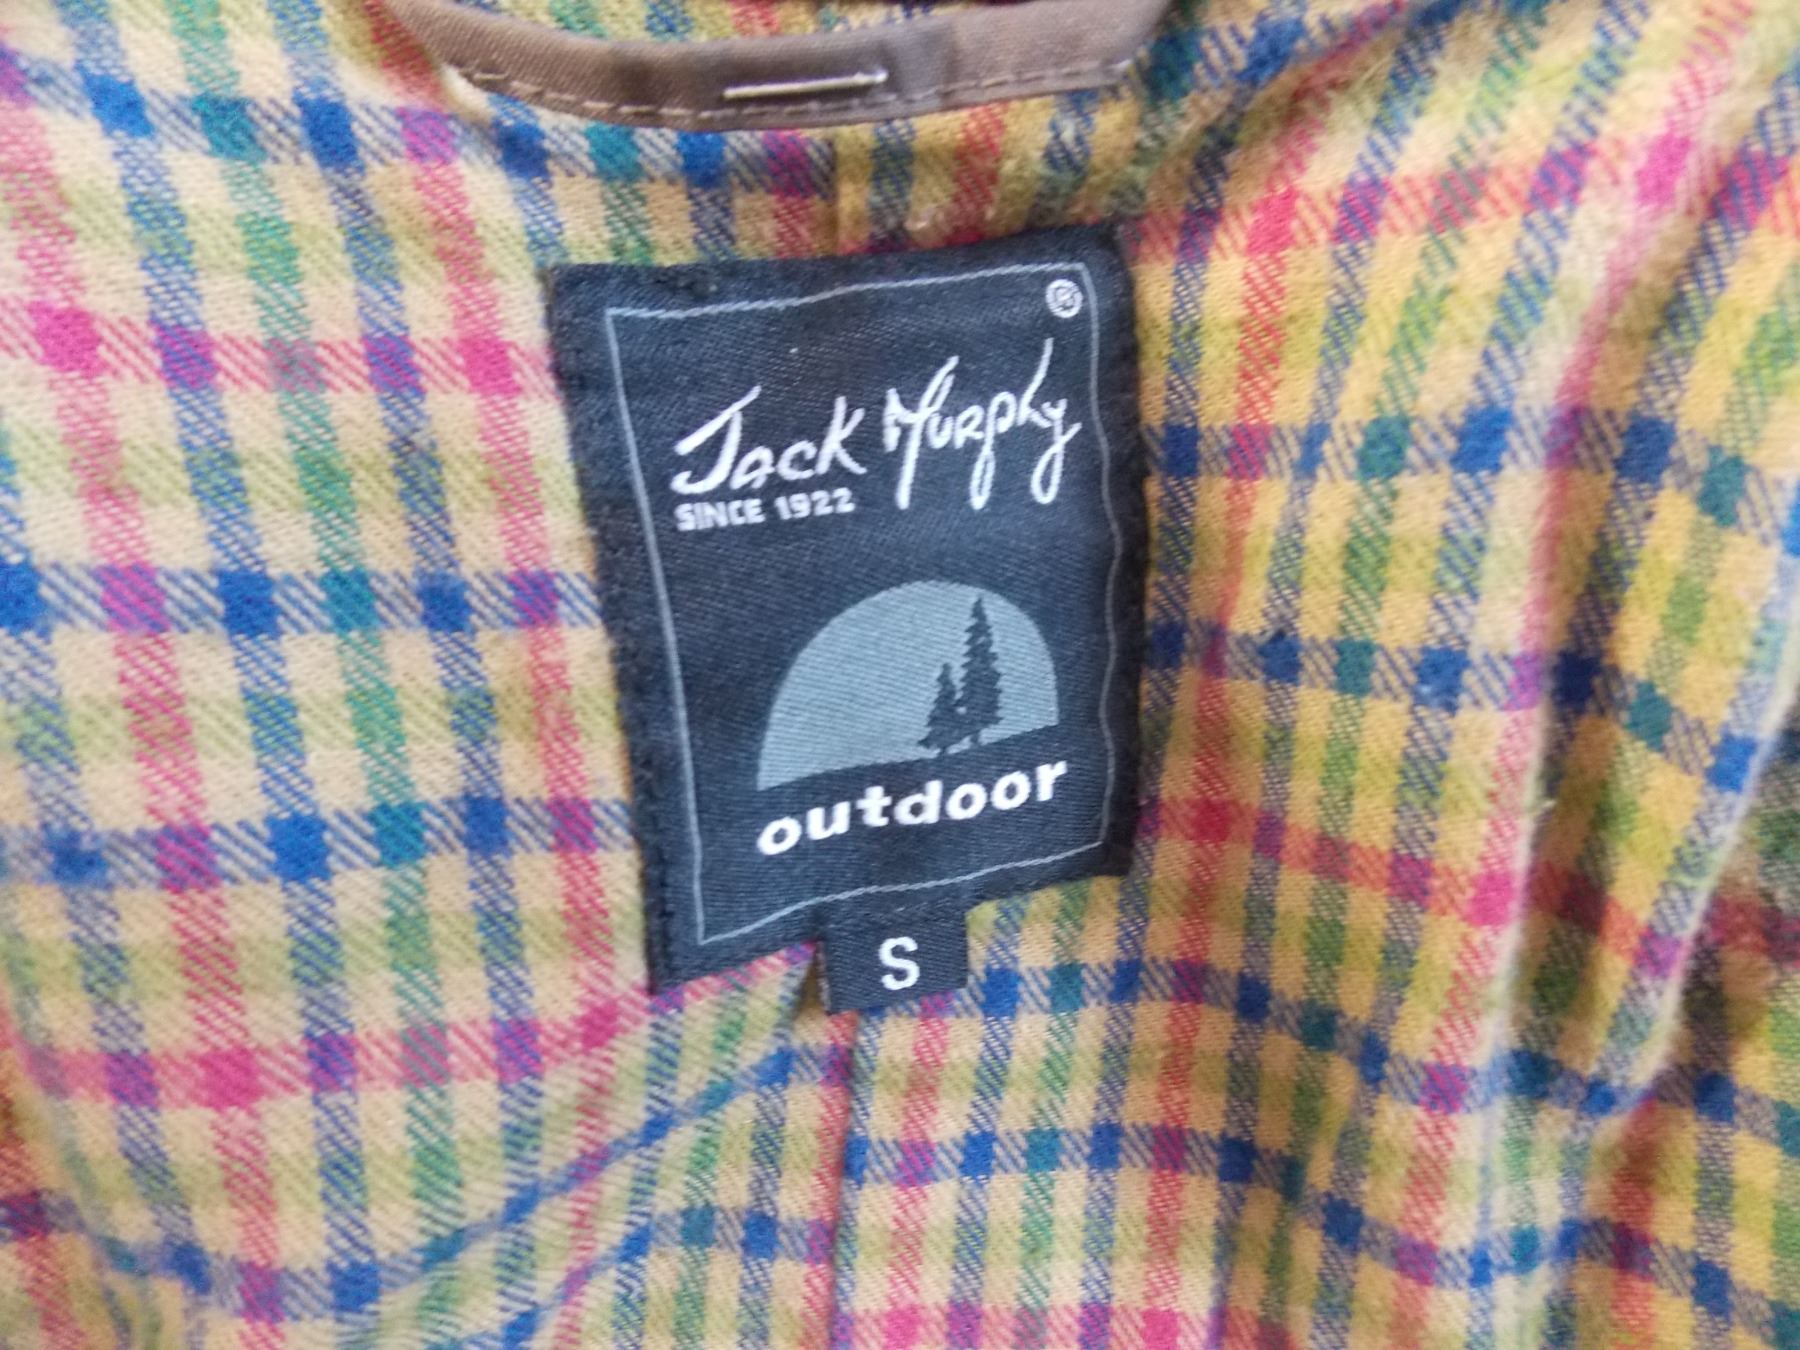 ®
Jack Murphy
SINCE 1922
outdoor
S